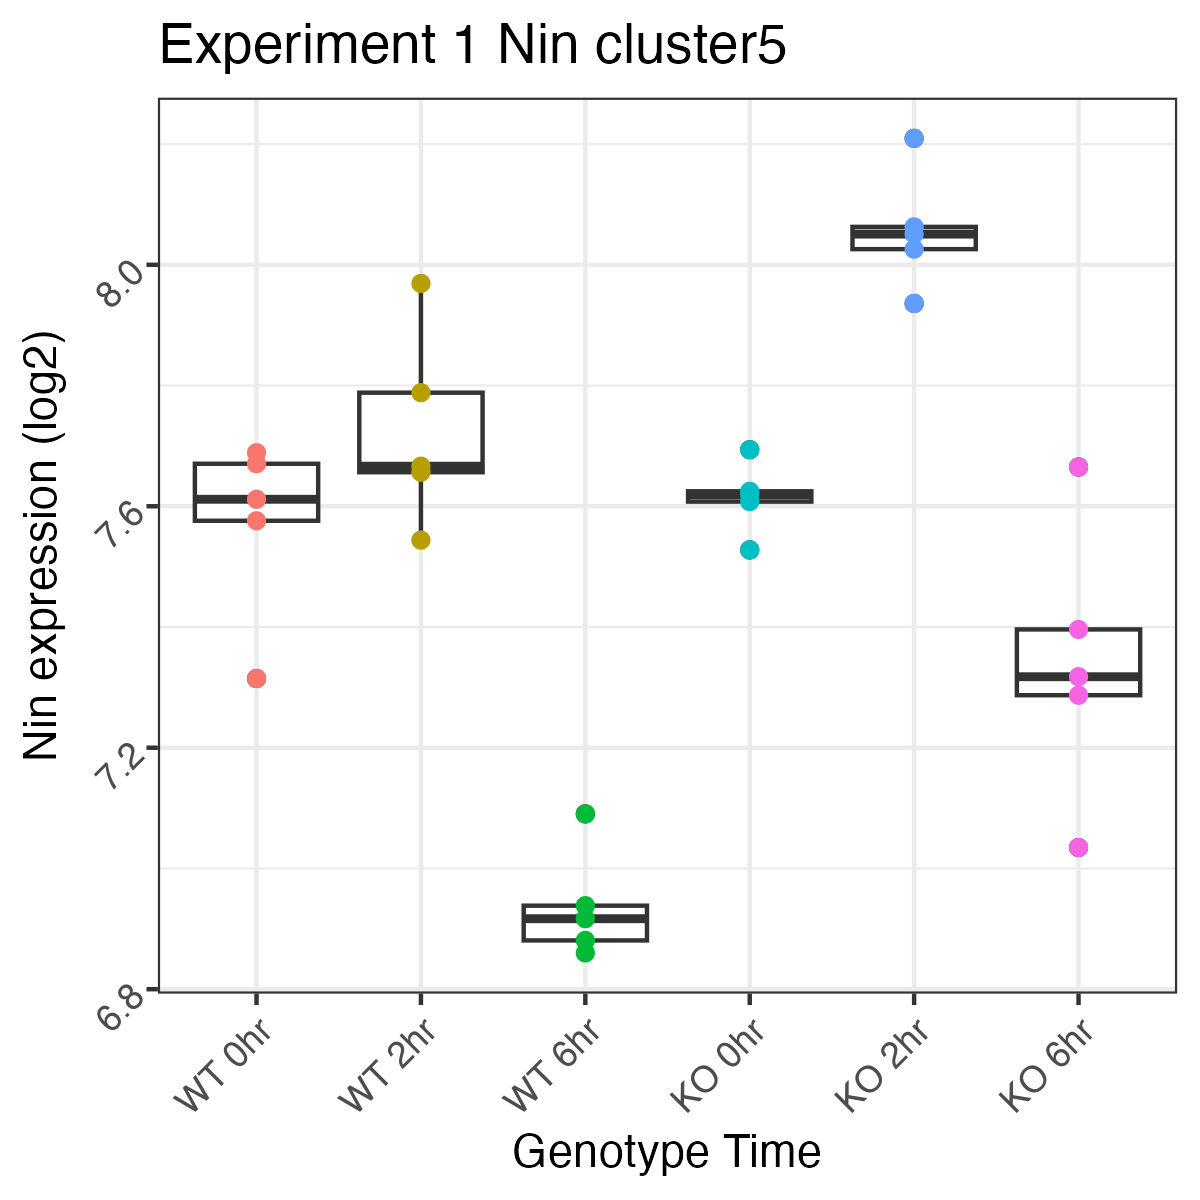 Experiment 1 Nin cluster5
Nin expression (log2)
8.0
7.6
7.2
6.8
WT 0hr
WT 2hr
WT 6hr
KO 0hr
KO 2hr
KO 6hr
Genotype Time